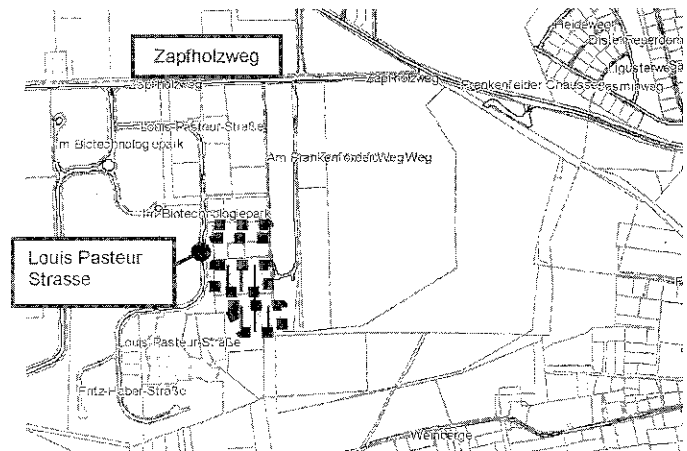 Zapfholzweg
Heideweg
Zapfholzweg
Zapfholzweg
Frankenfelder Chaussee
Louis-Pasteur-Straße
Im Biotechnologiepark
Am Frankenfelder Weg
Im Biotechnologiepark
Louis Pasteur
Strasse
Louis-Pasteur-Straße
Fritz-Haber-Straße
Weinberge